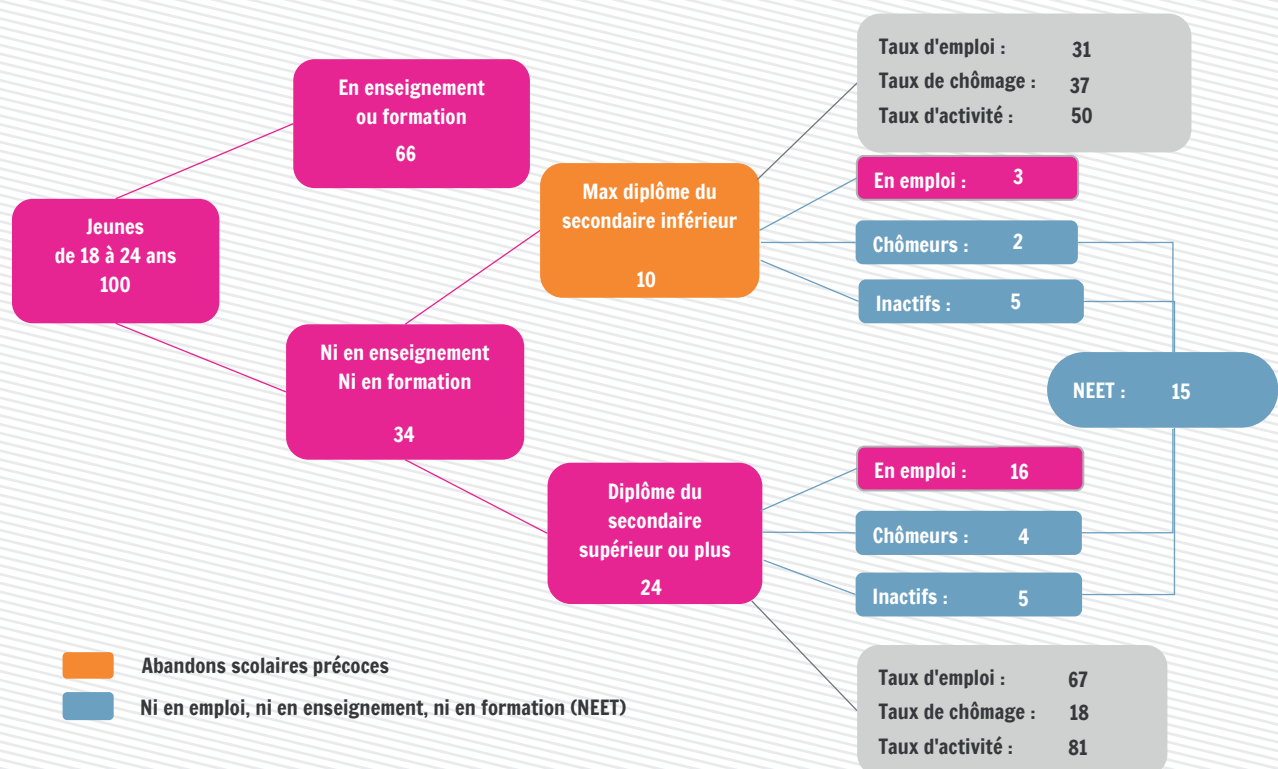 Jeunes
de 18 à 24 ans
100
En enseignement
ou formation
66
Ni en enseignement
Ni en formation
34
Max diplôme du
secondaire inférieur
10
Diplôme du
secondaire
supérieur ou plus
24
Taux d'emploi : 31
Taux de chômage : 37
Taux d'activité : 50
En emploi : 3
Chômeurs : 2
Inactifs : 5
NEET : 15
En emploi : 16
Chômeurs : 4
Inactifs : 5
Taux d'emploi : 67
Taux de chômage : 18
Taux d'activité : 81
Abandons scolaires précoces
Ni en emploi, ni en enseignement, ni en formation (NEET)